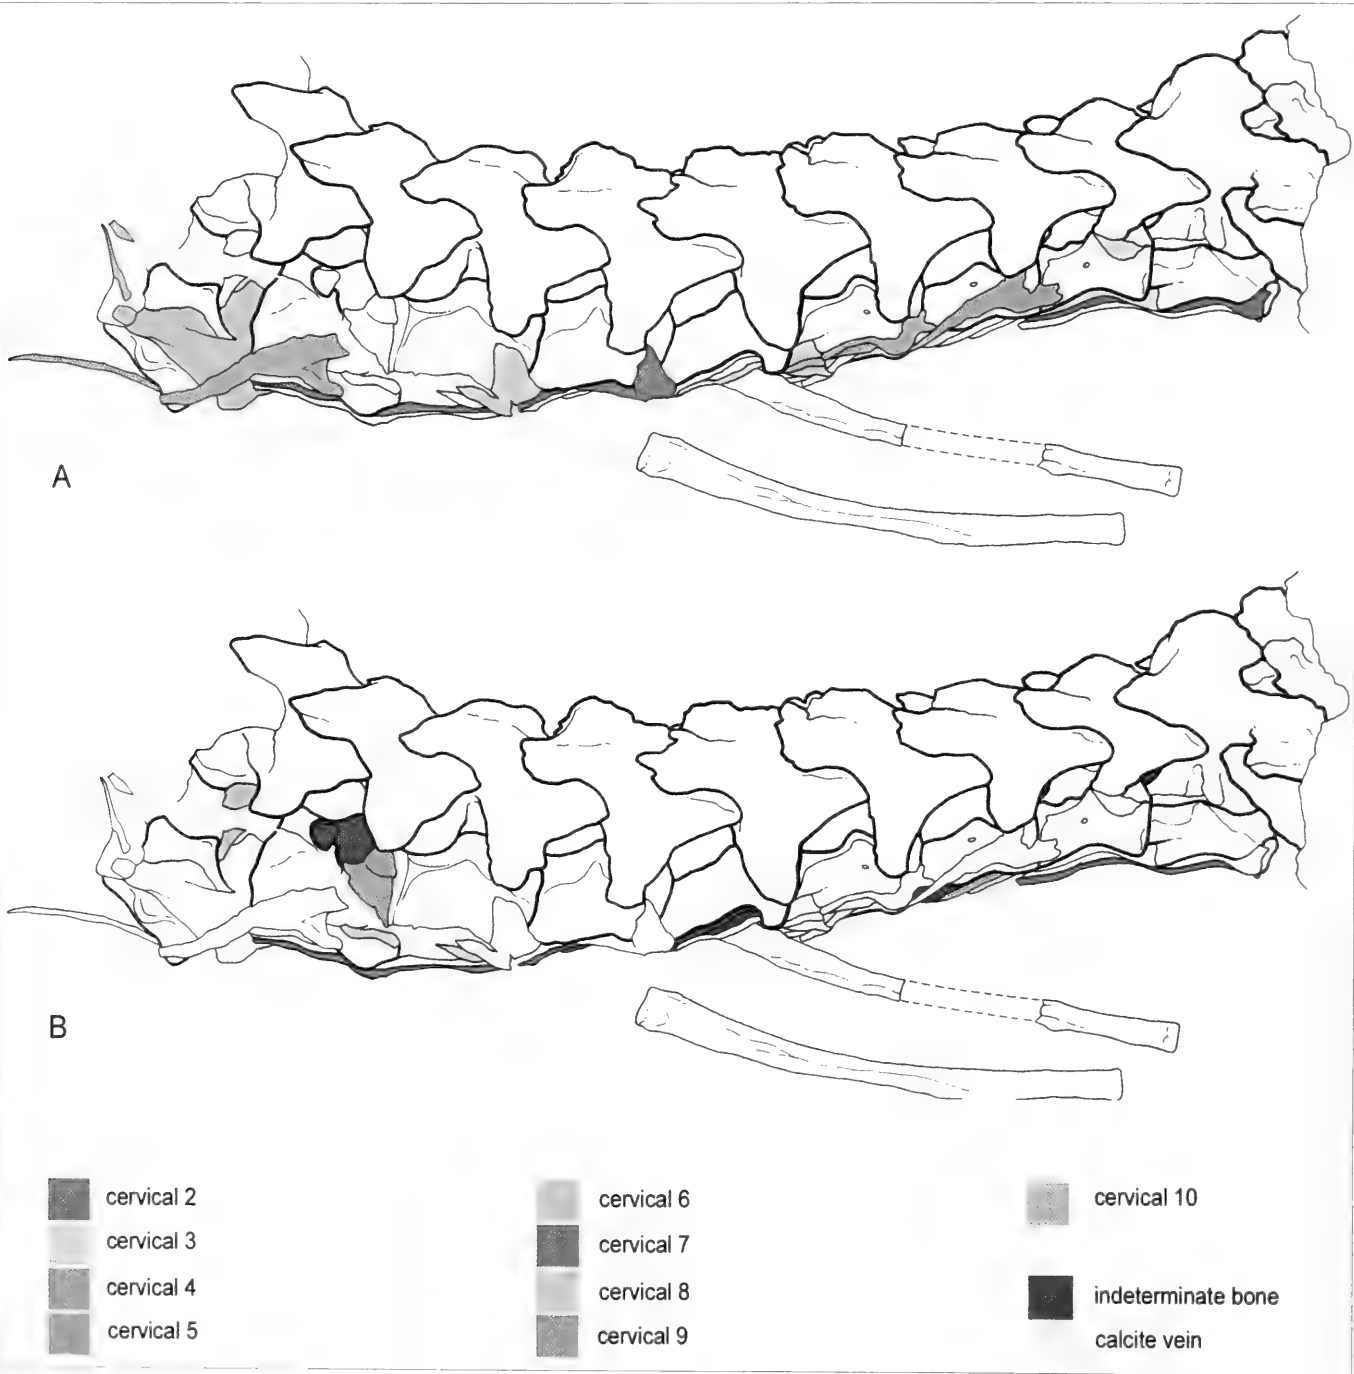 A
B
cervical 2
cervical 3
cervical 4
cervical 5
cervical 6
cervical 7
cervical 8
cervical 9
cervical 10
indeterminate bone
calcite vein